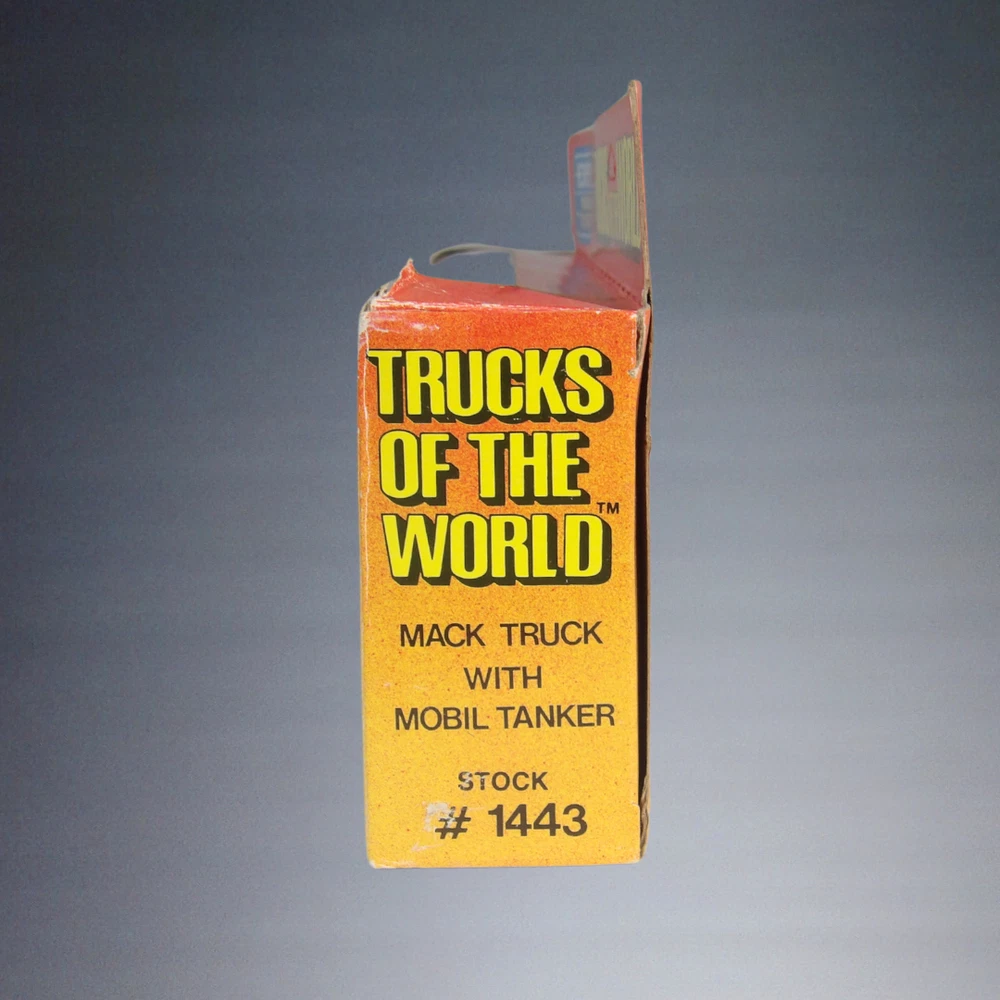 TRUCKS
OF THE
WORLD™
MACK TRUCK
WITH
MOBIL TANKER
STOCK
# 1443